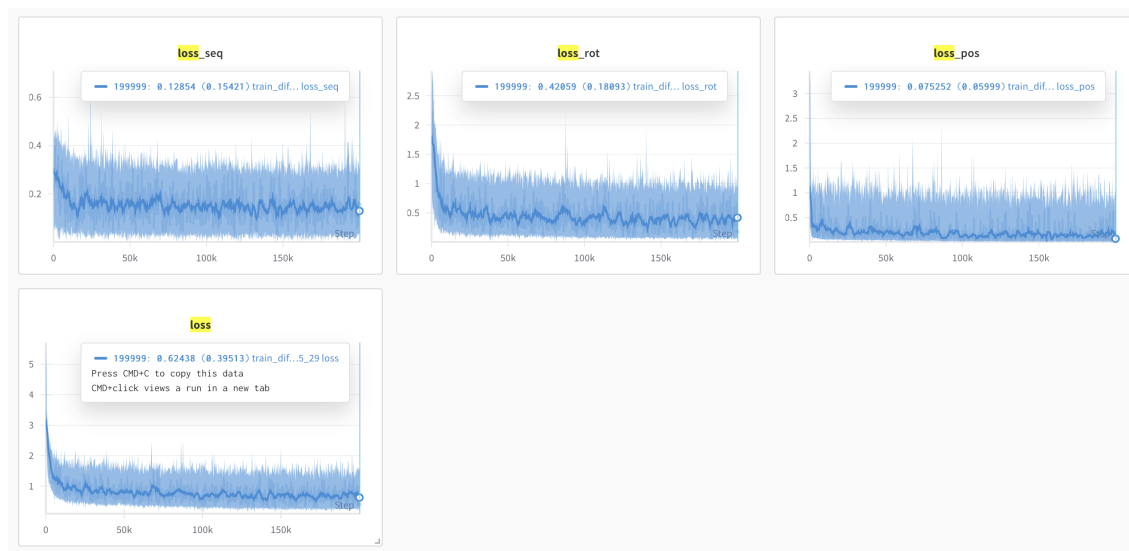 loss_seq
199999: 0.12854 (0.15421) train_dif... loss_seq
0.6
0.4
0.2
Step
0
50k
100k
150k
loss_rot
199999: 0.42059 (0.18093) train_dif... loss_rot
2.5
2
1.5
1
0.5
Step
0
50k
100k
150k
loss_pos
199999: 0.075252 (0.05999) train_dif... loss_pos
3
2.5
2
1.5
1
0.5
Step
0
50k
100k
150k
loss
199999: 0.62438 (0.39513) train_dif...5_29 loss
Press CMD+C to copy this data
CMD+click views a run in a new tab
5
4
3
2
1
Step
0
50k
100k
150k